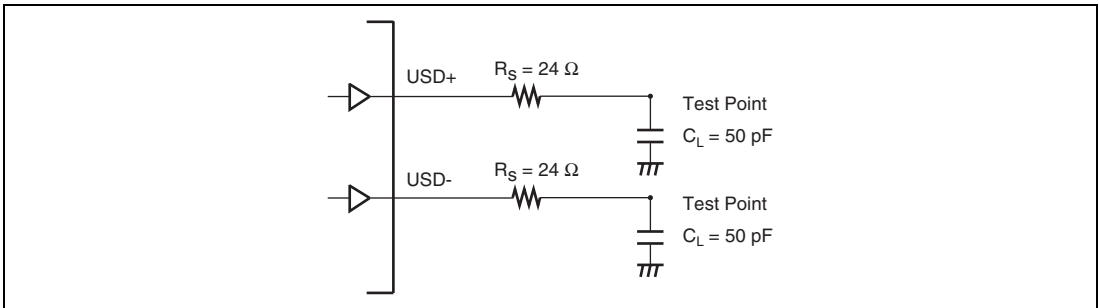 USD+
R_S = 24 Ω
Test Point
C_L = 50 pF
USD-
R_S = 24 Ω
Test Point
C_L = 50 pF